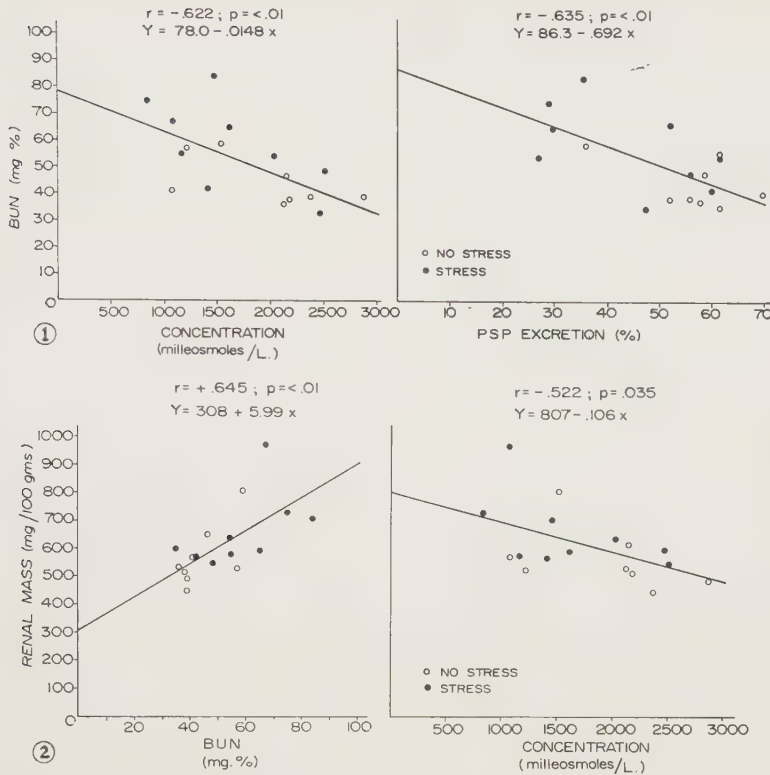 r= -.622 ; p=<.01
Y = 78.0 - .0148 x
r= -.635 ; p=<.01
Y= 86.3 - .692 x
100
90
80
70
60
50
40
30
20
10
0
BUN (mg %)
500 1000 1500 2000 2500 3000
CONCENTRATION
(milleosmoles/L.)
○ NO STRESS
● STRESS
10 20 30 40 50 60 70
PSP EXCRETION (%)
1
r= + .645 ; p=<.01
Y= 308 + 5.99 x
r= -.522 ; p= .035
Y= 807 - .106 x
1000
900
800
700
600
500
400
300
200
100
0
RENAL MASS (mg /100 gms)
20 40 60 80 100
BUN
(mg. %)
○ NO STRESS
● STRESS
500 1000 1500 2000 2500 3000
CONCENTRATION
(milleosmoles/L.)
2